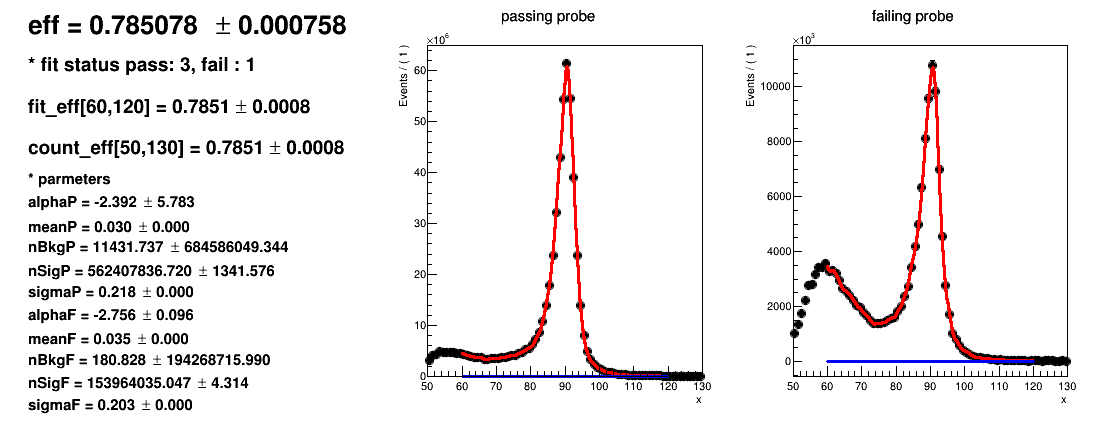 eff = 0.785078 ± 0.000758
* fit status pass: 3, fail : 1
fit_eff[60,120] = 0.7851 ± 0.0008
count_eff[50,130] = 0.7851 ± 0.0008
* parmeters
alphaP = -2.392 ± 5.783
meanP = 0.030 ± 0.000
nBkgP = 11431.737 ± 684586049.344
nSigP = 562407836.720 ± 1341.576
sigmaP = 0.218 ± 0.000
alphaF = -2.756 ± 0.096
meanF = 0.035 ± 0.000
nBkgF = 180.828 ± 194268715.990
nSigF = 153964035.047 ± 4.314
sigmaF = 0.203 ± 0.000
passing probe
×10⁶
Events / ( 1 )
60
50
40
30
20
10
0
50 60 70 80 90 100 110 120 130
x
failing probe
×10³
Events / ( 1 )
10000
8000
6000
4000
2000
0
50 60 70 80 90 100 110 120 130
x